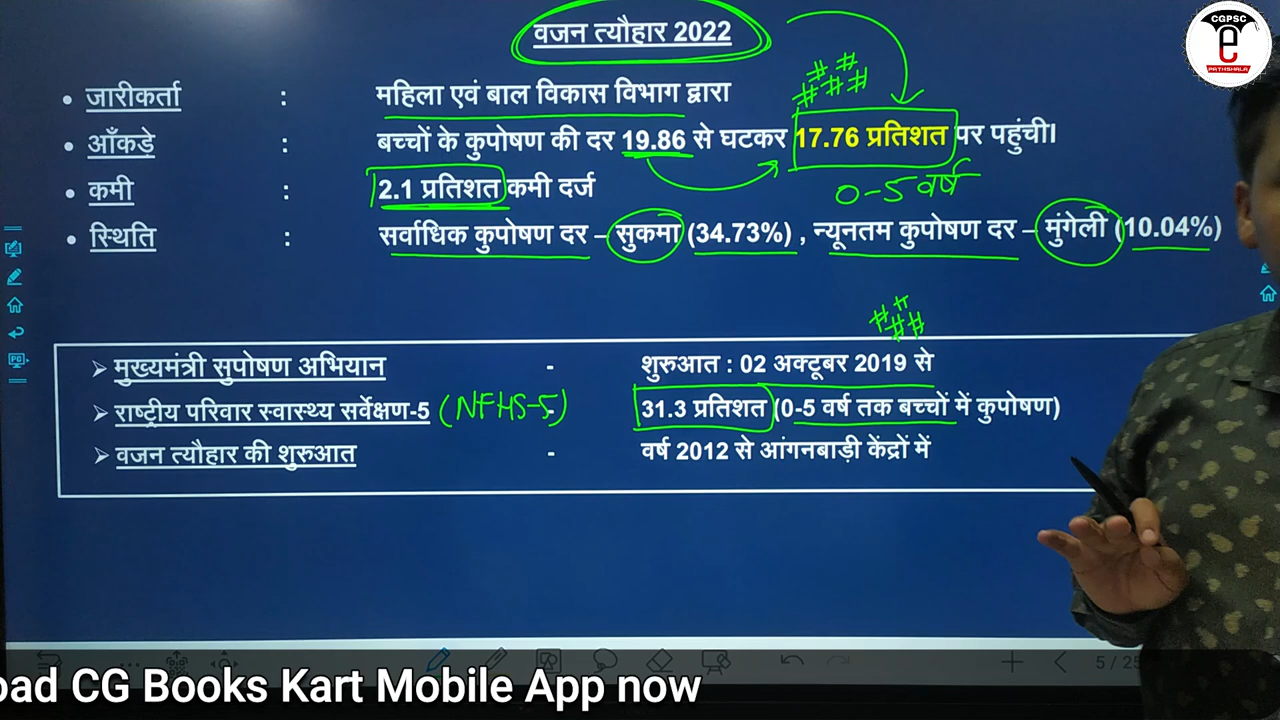 वजन त्यौहार 2022
CGPSC
e
PATHSHALA
• जारीकर्ता : महिला एवं बाल विकास विभाग द्वारा
• आँकड़े : बच्चों के कुपोषण की दर 19.86 से घटकर 17.76 प्रतिशत पर पहुंची।
• कमी : 2.1 प्रतिशत कमी दर्ज
0-5 वर्ष
• स्थिति : सर्वाधिक कुपोषण दर – सुकमा (34.73%) , न्यूनतम कुपोषण दर – मुंगेली (10.04%)
➢ मुख्यमंत्री सुपोषण अभियान - शुरुआत : 02 अक्टूबर 2019 से
➢ राष्ट्रीय परिवार स्वास्थ्य सर्वेक्षण-5 (NFHS-5) - 31.3 प्रतिशत (0-5 वर्ष तक बच्चों में कुपोषण)
➢ वजन त्यौहार की शुरुआत - वर्ष 2012 से आंगनबाड़ी केंद्रों में
5 / 25
oad CG Books Kart Mobile App now